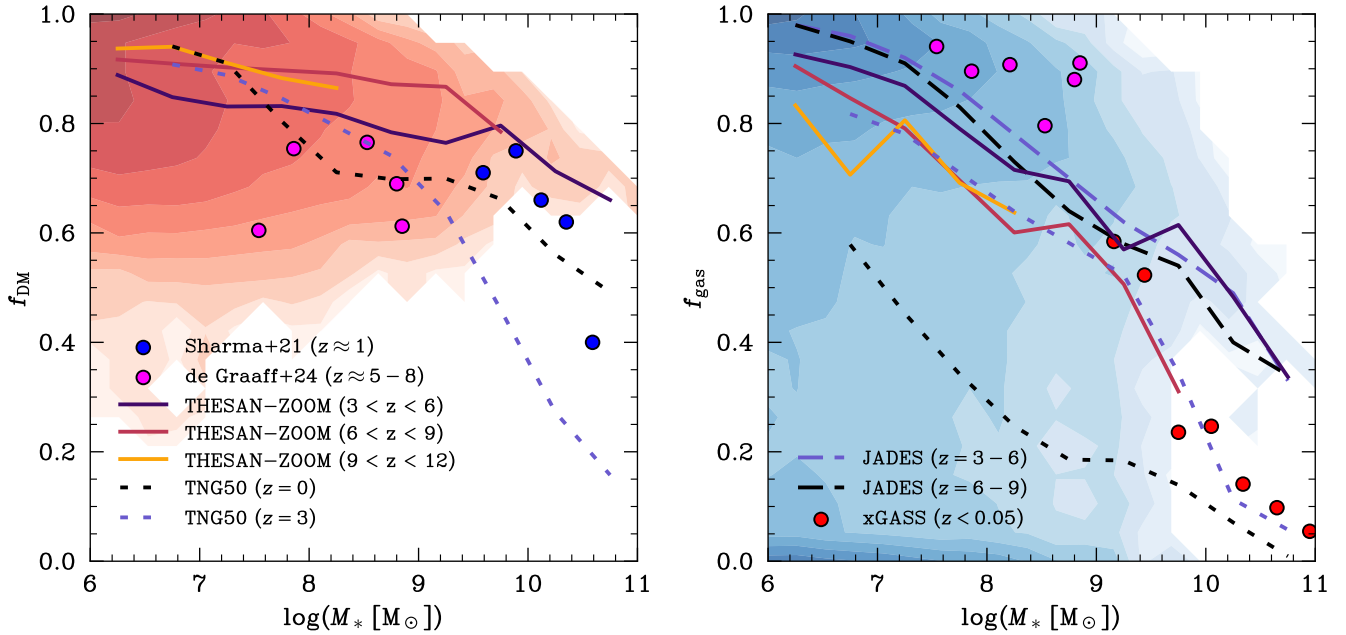 1.0
0.8
0.6
0.4
0.2
0.0
f_DM
Sharma+21 (z ≈ 1)
de Graaff+24 (z ≈ 5 − 8)
THESAN−ZOOM (3 < z < 6)
THESAN−ZOOM (6 < z < 9)
THESAN−ZOOM (9 < z < 12)
TNG50 (z = 0)
TNG50 (z = 3)
6 7 8 9 10 11
log(M_* [M_⊙])
1.0
0.8
0.6
0.4
0.2
0.0
f_gas
JADES (z = 3 − 6)
JADES (z = 6 − 9)
xGASS (z < 0.05)
6 7 8 9 10 11
log(M_* [M_⊙])